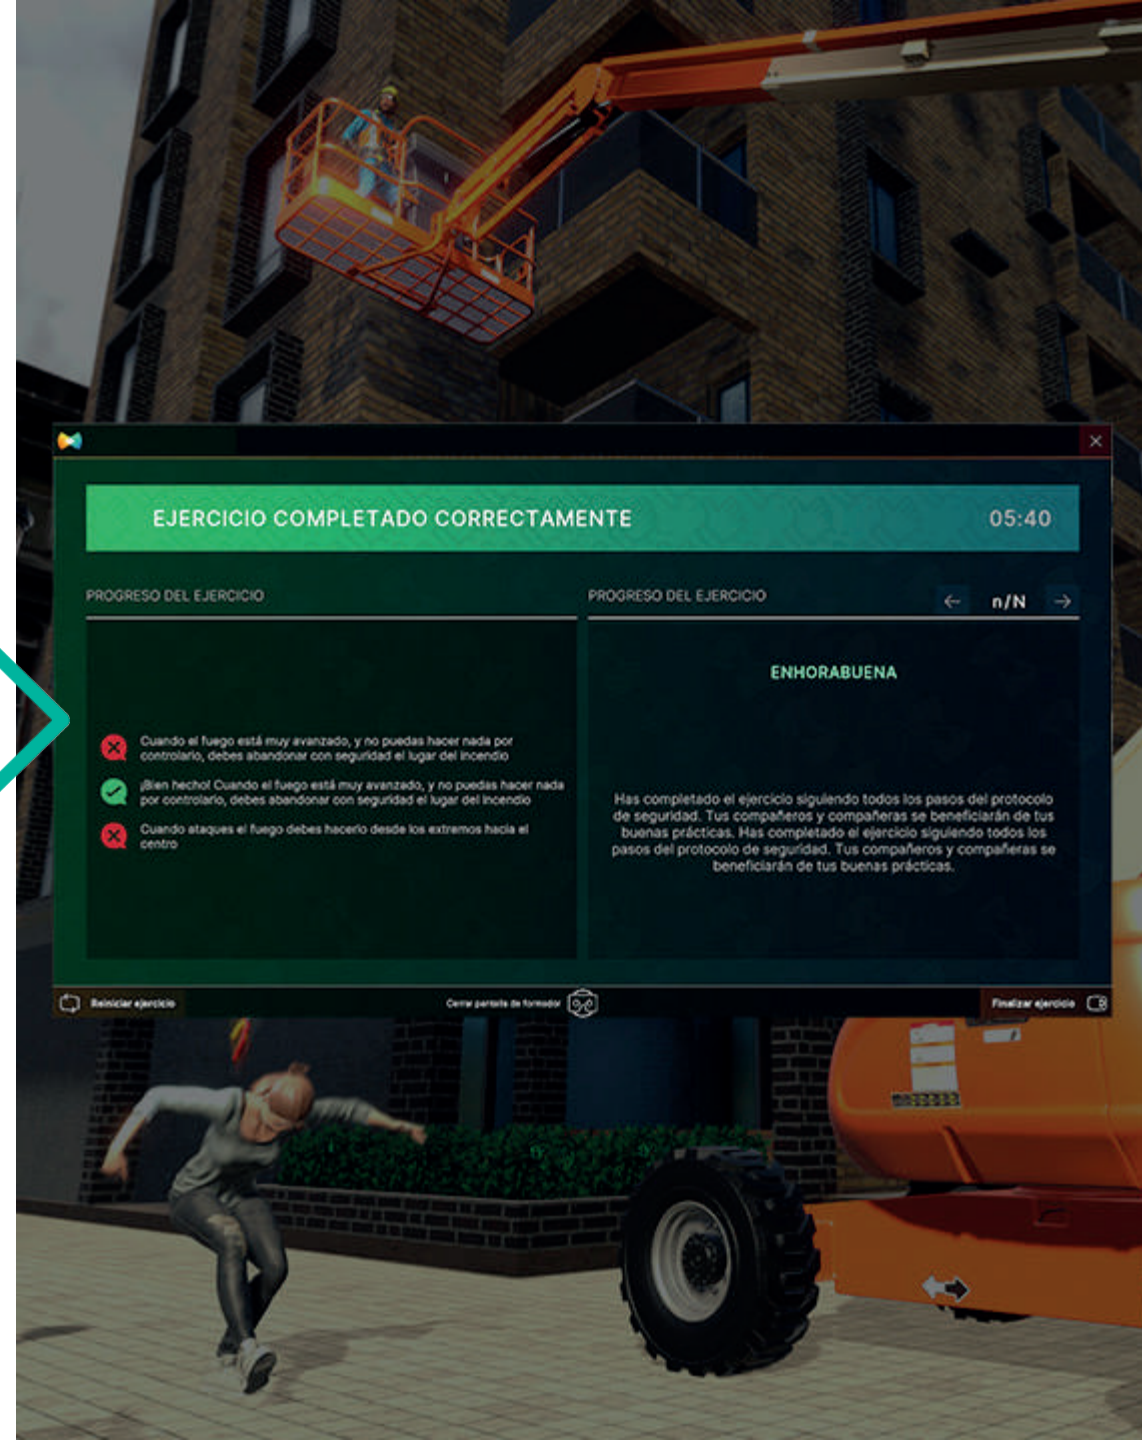 EJERCICIO COMPLETADO CORRECTAMENTE
05:40
PROGRESO DEL EJERCICIO
Cuando el fuego está muy avanzado, y no puedas hacer nada por
controlarlo, debes abandonar con seguridad el lugar del incendio
¡Bien hecho! Cuando el fuego está muy avanzado, y no puedas hacer nada
por controlarlo, debes abandonar con seguridad el lugar del incendio
Cuando ataques el fuego debes hacerlo desde los extremos hacia el
centro
PROGRESO DEL EJERCICIO
n/N
ENHORABUENA
Has completado el ejercicio siguiendo todos los pasos del protocolo
de seguridad. Tus compañeros y compañeras se beneficiarán de tus
buenas prácticas. Has completado el ejercicio siguiendo todos los
pasos del protocolo de seguridad. Tus compañeros y compañeras se
beneficiarán de tus buenas prácticas.
Reiniciar ejercicio
Cerrar pantalla de formador
Finalizar ejercicio